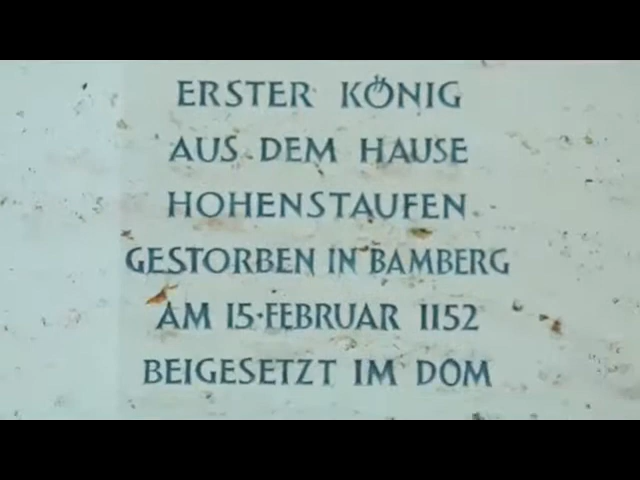 ERSTER KÖNIG
AUS DEM HAUSE
HOHENSTAUFEN
GESTORBEN IN BAMBERG
AM 15·FEBRUAR 1152
BEIGESETZT IM DOM